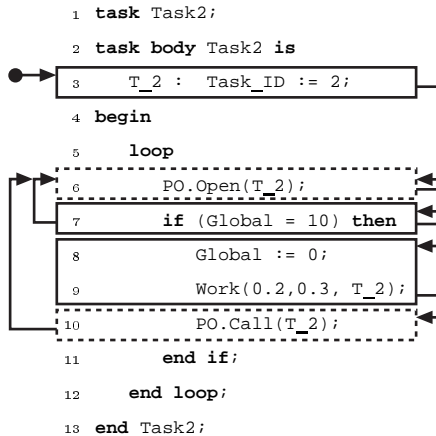 1 task Task2;
2 task body Task2 is
3 T_2 : Task_ID := 2;
4 begin
5 loop
6 PO.Open(T_2);
7 if (Global = 10) then
8 Global := 0;
9 Work(0.2,0.3, T_2);
10 PO.Call(T_2);
11 end if;
12 end loop;
13 end Task2;